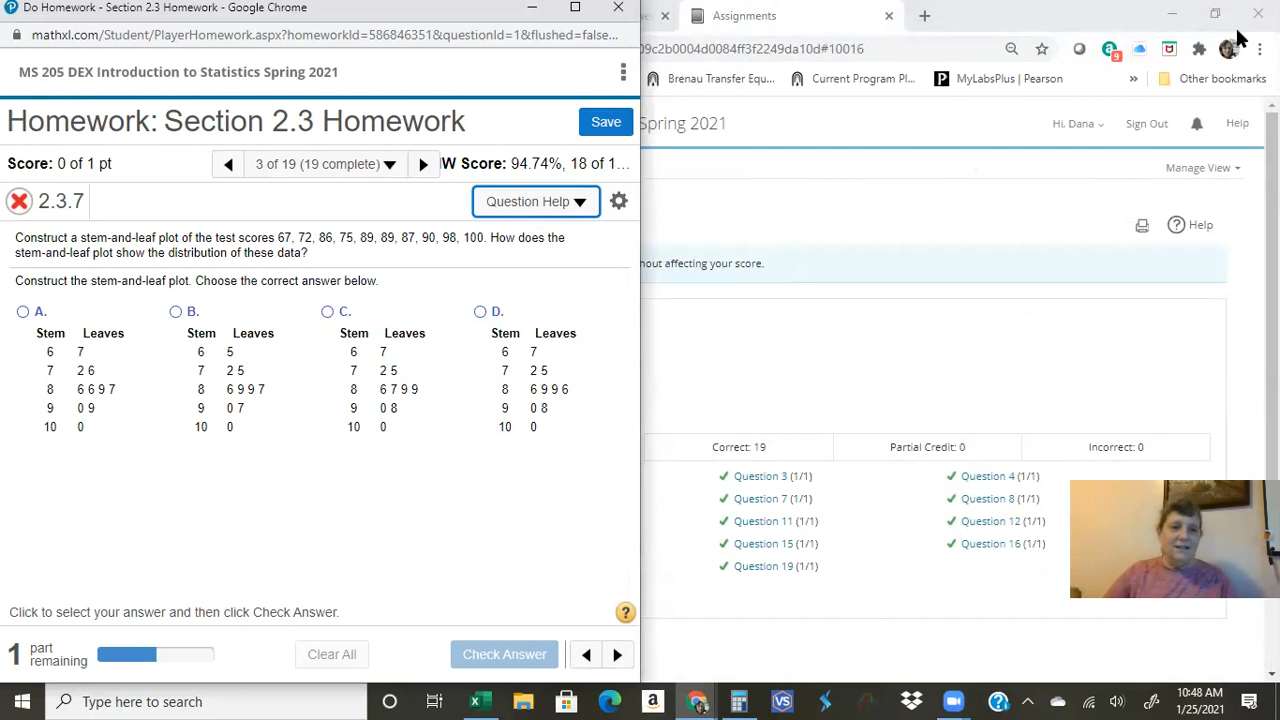 Do Homework - Section 2.3 Homework - Google Chrome
mathxl.com/Student/PlayerHomework.aspx?homeworkId=586846351&questionId=1&flushed=false...
MS 205 DEX Introduction to Statistics Spring 2021
Homework: Section 2.3 Homework
Save
Score: 0 of 1 pt
3 of 19 (19 complete)
W Score: 94.74%, 18 of 1...
2.3.7
Question Help
Construct a stem-and-leaf plot of the test scores 67, 72, 86, 75, 89, 89, 87, 90, 98, 100. How does the
stem-and-leaf plot show the distribution of these data?
Construct the stem-and-leaf plot. Choose the correct answer below.
A. B. C. D.
Stem Leaves Stem Leaves Stem Leaves Stem Leaves
6 7 6 5 6 7 6 7
7 2 6 7 2 5 7 2 5 7 2 5
8 6 6 9 7 8 6 9 9 7 8 6 7 9 9 8 6 9 9 6
9 0 9 9 0 7 9 0 8 9 0 8
10 0 10 0 10 0 10 0
Click to select your answer and then click Check Answer.
?
1 part
remaining
Clear All
Check Answer
Assignments
09c2b0004d0084ff3f2249da10d#10016
9
Brenau Transfer Equ...
Current Program Pl...
P MyLabsPlus | Pearson
»
Other bookmarks
Spring 2021
Hi, Dana
Sign Out
Help
Manage View
? Help
hout affecting your score.
Correct: 19
Partial Credit: 0
Incorrect: 0
Question 3 (1/1)
Question 4 (1/1)
Question 7 (1/1)
Question 8 (1/1)
Question 11 (1/1)
Question 12 (1/1)
Question 15 (1/1)
Question 16 (1/1)
Question 19 (1/1)
Type here to search
10:48 AM
1/25/2021